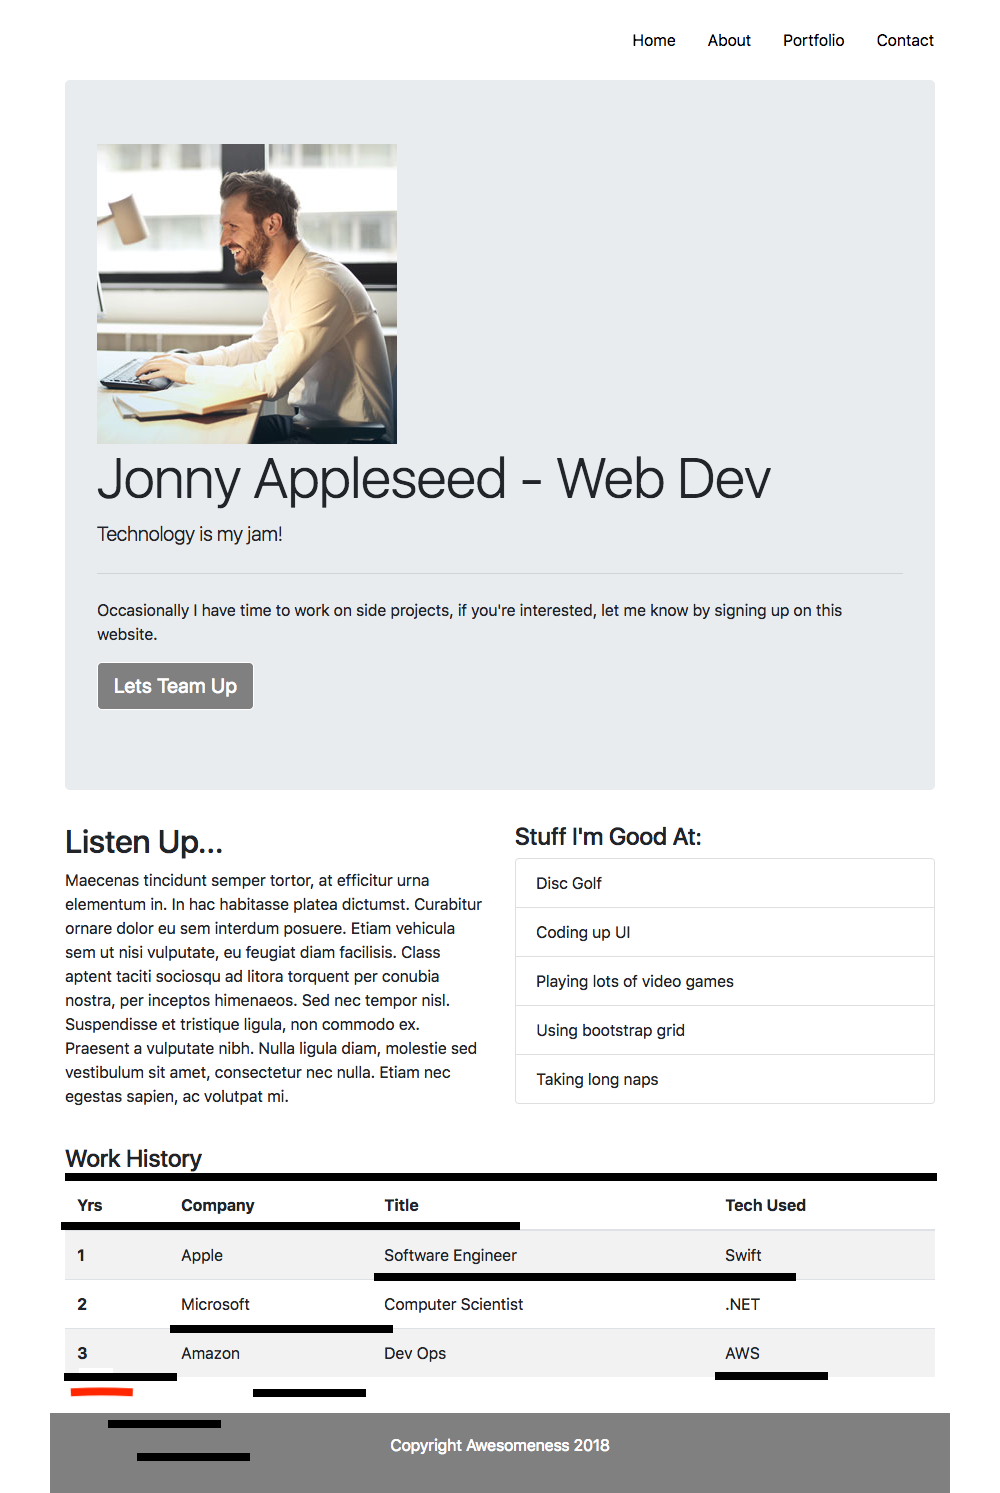 Home About Portfolio Contact
Jonny Appleseed - Web Dev
Technology is my jam!
Occasionally I have time to work on side projects, if you're interested, let me know by signing up on this
website.
Lets Team Up
Listen Up...
Maecenas tincidunt semper tortor, at efficitur urna
elementum in. In hac habitasse platea dictumst. Curabitur
ornare dolor eu sem interdum posuere. Etiam vehicula
sem ut nisi vulputate, eu feugiat diam facilisis. Class
aptent taciti sociosqu ad litora torquent per conubia
nostra, per inceptos himenaeos. Sed nec tempor nisl.
Suspendisse et tristique ligula, non commodo ex.
Praesent a vulputate nibh. Nulla ligula diam, molestie sed
vestibulum sit amet, consectetur nec nulla. Etiam nec
egestas sapien, ac volutpat mi.
Stuff I'm Good At:
Disc Golf
Coding up UI
Playing lots of video games
Using bootstrap grid
Taking long naps
Work History
Yrs Company Title Tech Used
1 Apple Software Engineer Swift
2 Microsoft Computer Scientist .NET
3 Amazon Dev Ops AWS
Copyright Awesomeness 2018